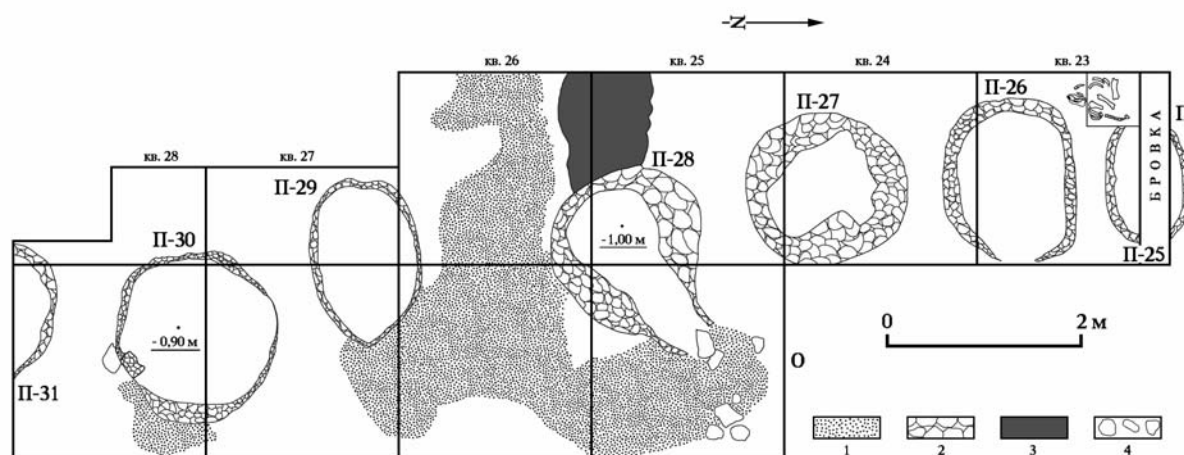 N
кв. 26
кв. 25
кв. 24
кв. 23
П-26
П-27
П
БРОВКА
кв. 28
кв. 27
П-28
П-29
П-30
-1,00 м
П-25
0
2 м
- 0,90 м
О
П-31
1
2
3
4